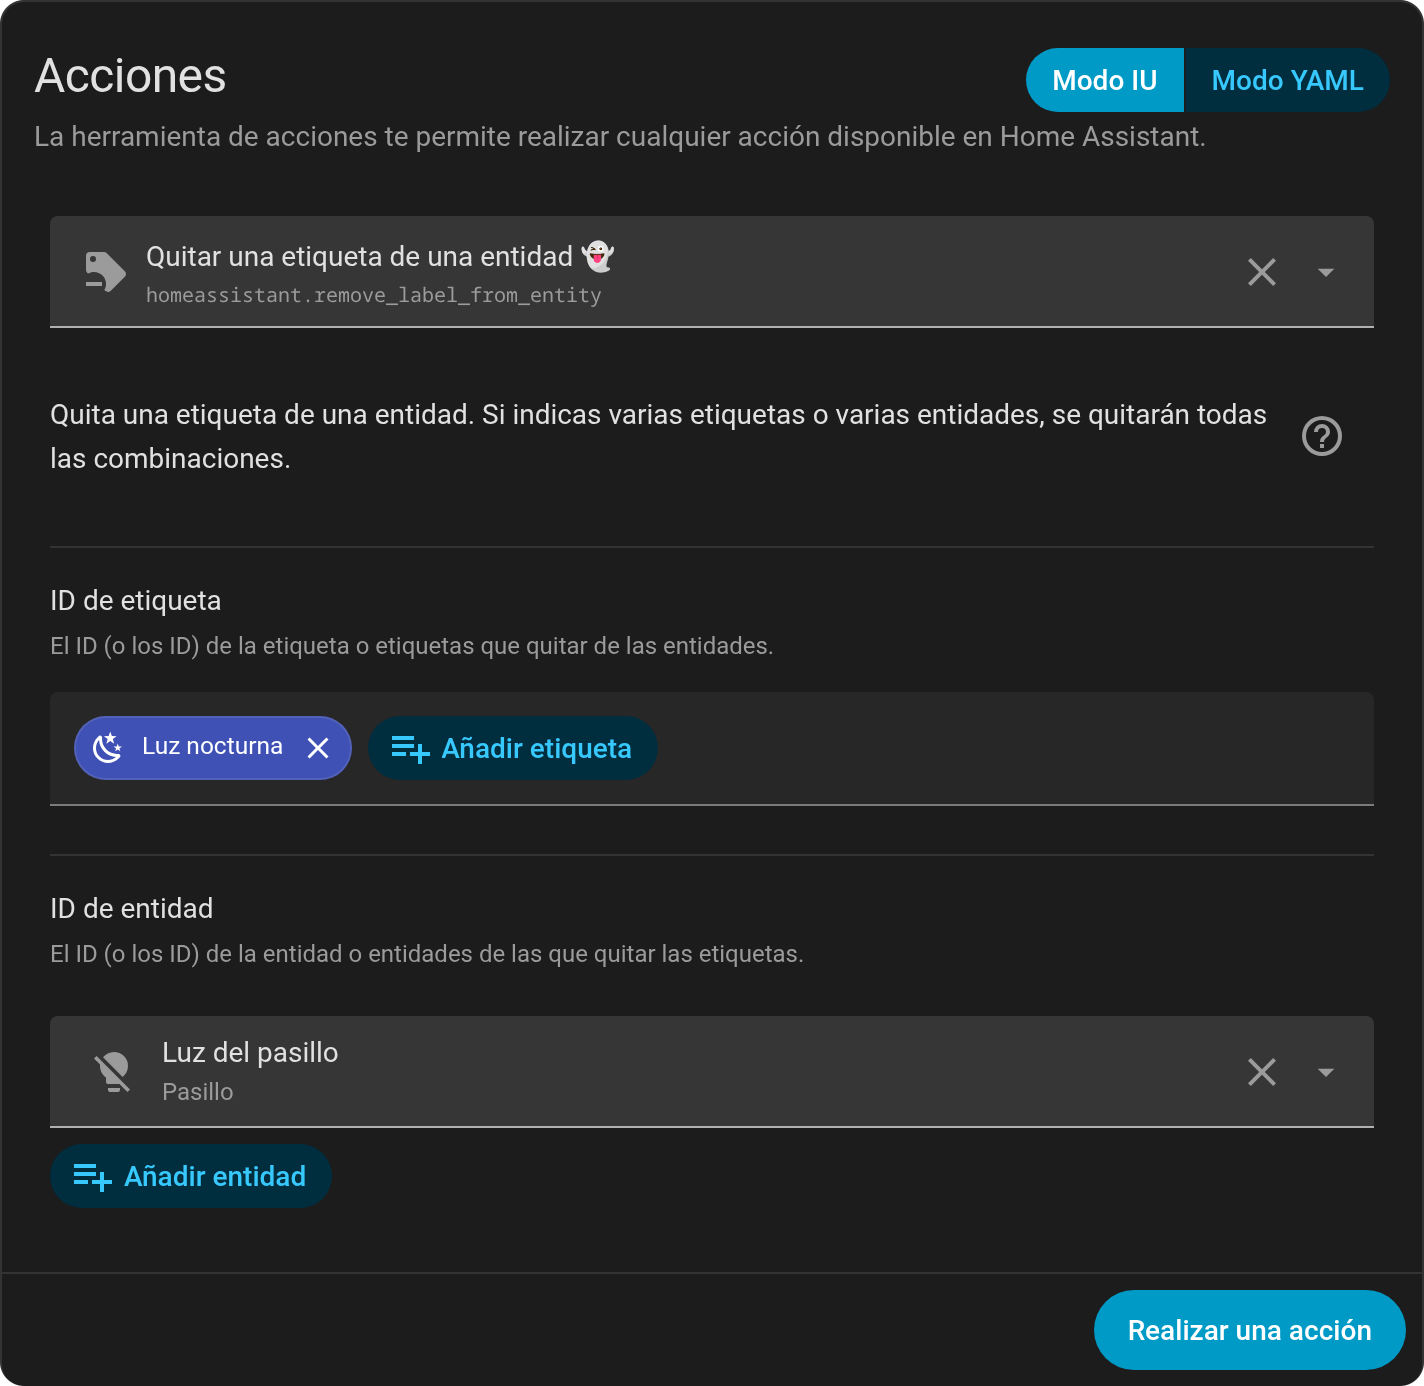 Acciones
Modo IU
Modo YAML
La herramienta de acciones te permite realizar cualquier acción disponible en Home Assistant.
Quitar una etiqueta de una entidad 👻
homeassistant.remove_label_from_entity
Quita una etiqueta de una entidad. Si indicas varias etiquetas o varias entidades, se quitarán todas
las combinaciones.
ID de etiqueta
El ID (o los ID) de la etiqueta o etiquetas que quitar de las entidades.
Luz nocturna
Añadir etiqueta
ID de entidad
El ID (o los ID) de la entidad o entidades de las que quitar las etiquetas.
Luz del pasillo
Pasillo
Añadir entidad
Realizar una acción